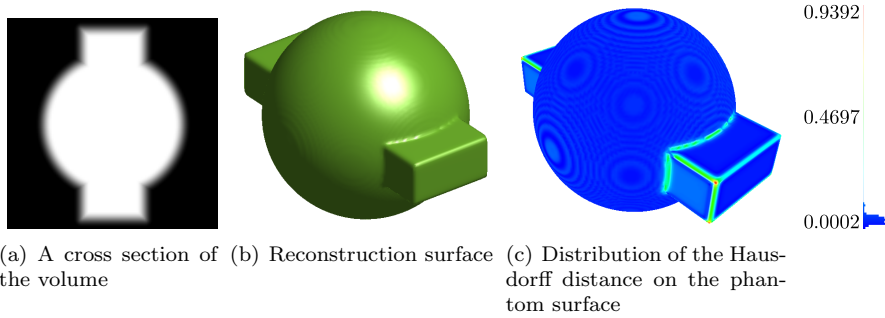 0.9392
0.4697
0.0002
(a) A cross section of
the volume
(b) Reconstruction surface
(c) Distribution of the Haus-
dorff distance on the phan-
tom surface